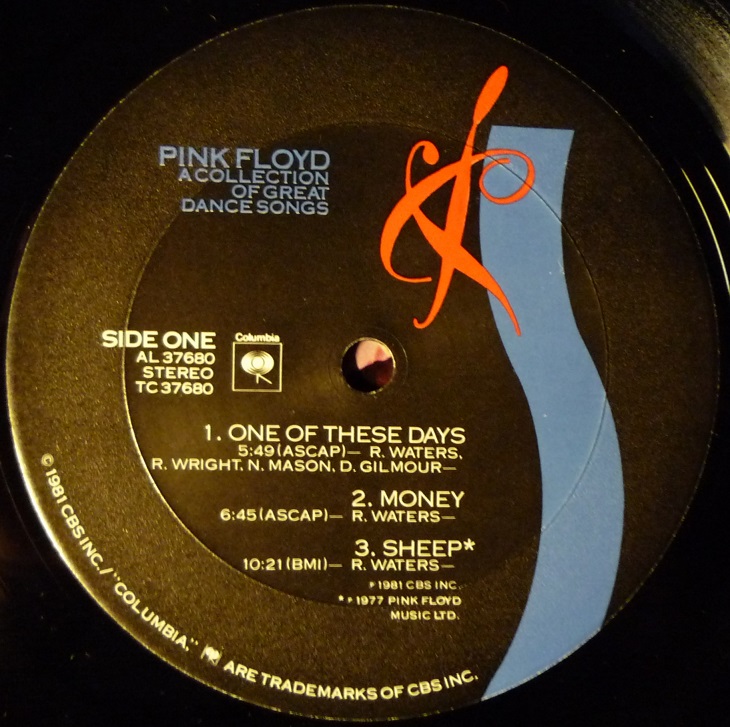 PINK FLOYD
A COLLECTION
OF GREAT
DANCE SONGS
SIDE ONE
AL 37680
STEREO
TC 37680
Columbia
1. ONE OF THESE DAYS
5:49 (ASCAP)— R. WATERS,
R. WRIGHT, N. MASON, D. GILMOUR—
2. MONEY
6:45 (ASCAP)— R. WATERS—
3. SHEEP*
10:21 (BMI)— R. WATERS—
℗ 1981 CBS INC.
* ℗ 1977 PINK FLOYD
MUSIC LTD.
© 1981 CBS INC./"COLUMBIA," ARE TRADEMARKS OF CBS INC.